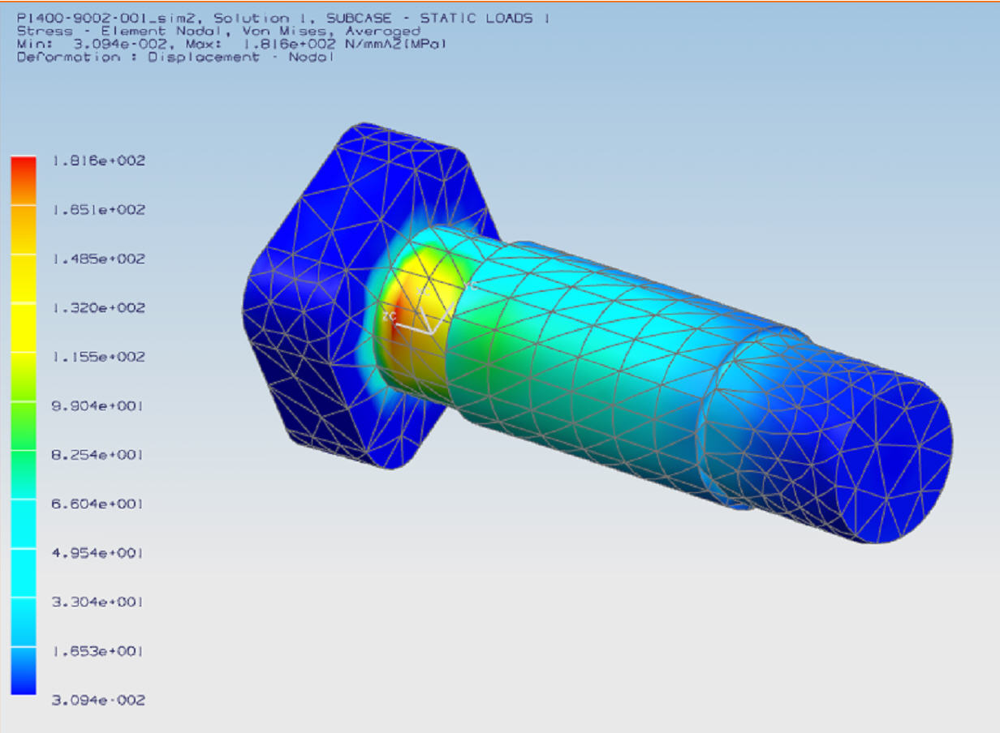 P1400-9002-001_sim2, Solution 1, SUBCASE - STATIC LOADS 1
Stress - Element Nodal, Von Mises, Averaged
Min: 3.094e-002, Max: 1.816e+002 N/mm^2(MPa)
Deformation : Displacement - Nodal
1.816e+002
1.651e+002
1.485e+002
1.320e+002
1.155e+002
9.904e+001
8.254e+001
6.604e+001
4.954e+001
3.304e+001
1.653e+001
3.094e-002
ZC